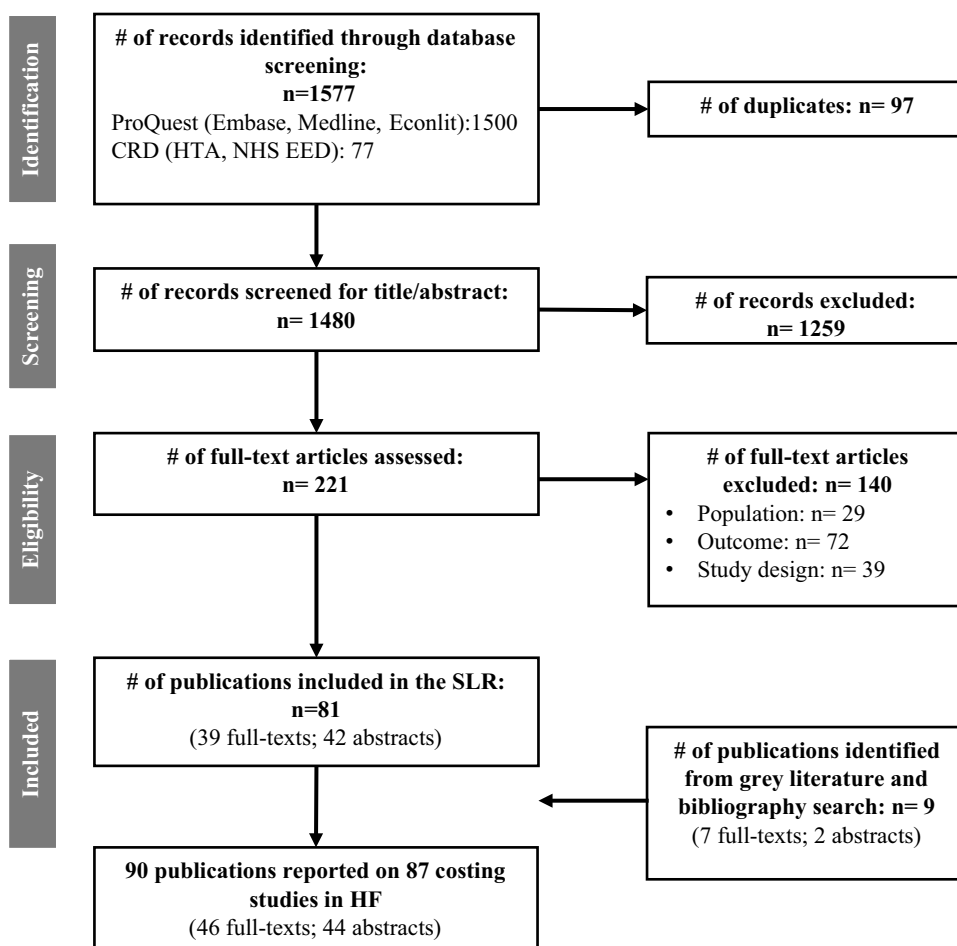 Identification
# of records identified through database
screening:
n=1577
ProQuest (Embase, Medline, Econlit):1500
CRD (HTA, NHS EED): 77
# of duplicates: n= 97
Screening
# of records screened for title/abstract:
n= 1480
# of records excluded:
n= 1259
Eligibility
# of full-text articles assessed:
n= 221
# of full-text articles
excluded: n= 140
• Population: n= 29
• Outcome: n= 72
• Study design: n= 39
Included
# of publications included in the SLR:
n=81
(39 full-texts; 42 abstracts)
# of publications identified
from grey literature and
bibliography search: n= 9
(7 full-texts; 2 abstracts)
90 publications reported on 87 costing
studies in HF
(46 full-texts; 44 abstracts)